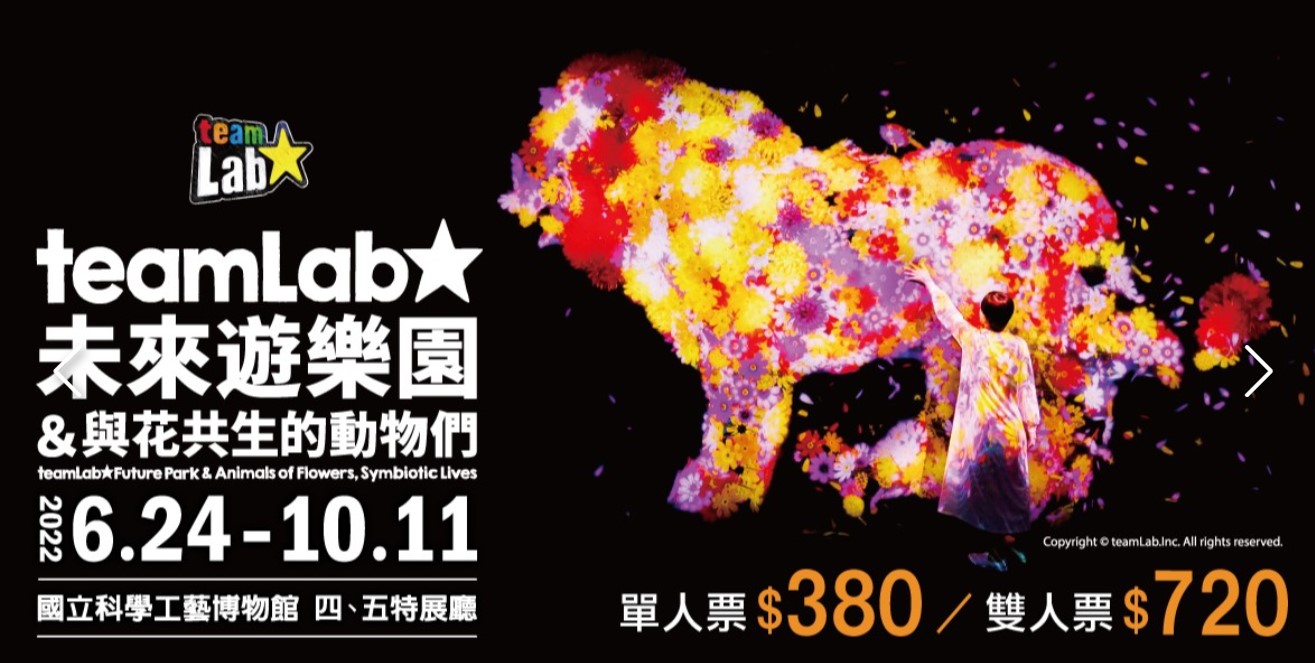 team
Lab★
teamLab★
未來遊樂園
&與花共生的動物們
teamLab★Future Park & Animals of Flowers, Symbiotic Lives
2022 6.24-10.11
國立科學工藝博物館 四、五特展廳
Copyright © teamLab.Inc. All rights reserved.
單人票$380／雙人票$720